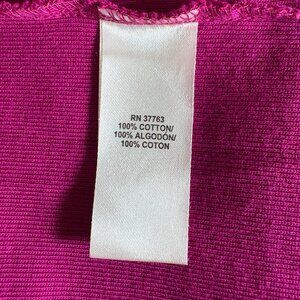 RN 37763
100% COTTON/
100% ALGODÓN/
100% COTON